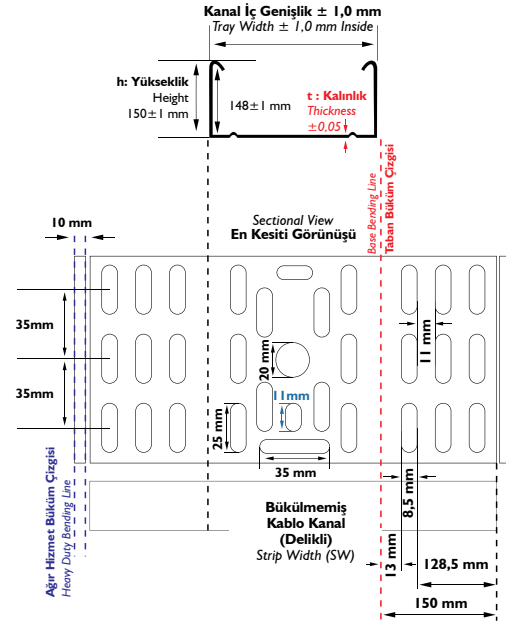 Kanal İç Genişlik ± 1,0 mm
Tray Width ± 1,0 mm Inside
h: Yükseklik
Height
150±1 mm
148±1 mm
t : Kalınlık
Thickness
±0,05
Base Bending Line
Taban Büküm Çizgisi
10 mm
Sectional View
En Kesiti Görünüşü
35mm
35mm
20 mm
11mm
25 mm
35 mm
11 mm
8,5 mm
13 mm
128,5 mm
150 mm
Ağır Hizmet Büküm Çizgisi
Heavy Duty Bending Line
Bükülmemiş
Kablo Kanal
(Delikli)
Strip Width (SW)